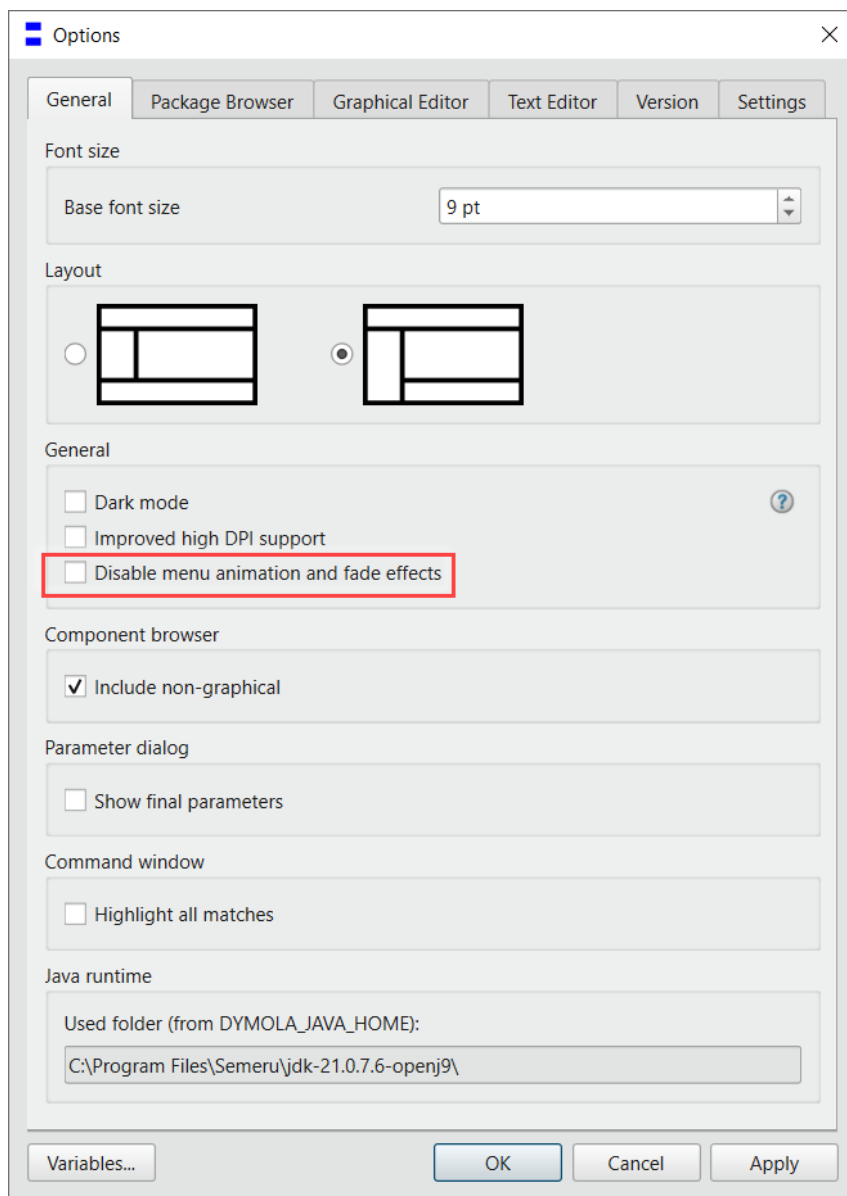 Options
General Package Browser Graphical Editor Text Editor Version Settings
Font size
Base font size 9 pt
Layout
General
Dark mode
Improved high DPI support
Disable menu animation and fade effects
Component browser
Include non-graphical
Parameter dialog
Show final parameters
Command window
Highlight all matches
Java runtime
Used folder (from DYMOLA_JAVA_HOME):
C:\Program Files\Semeru\jdk-21.0.7.6-openj9\
Variables... OK Cancel Apply